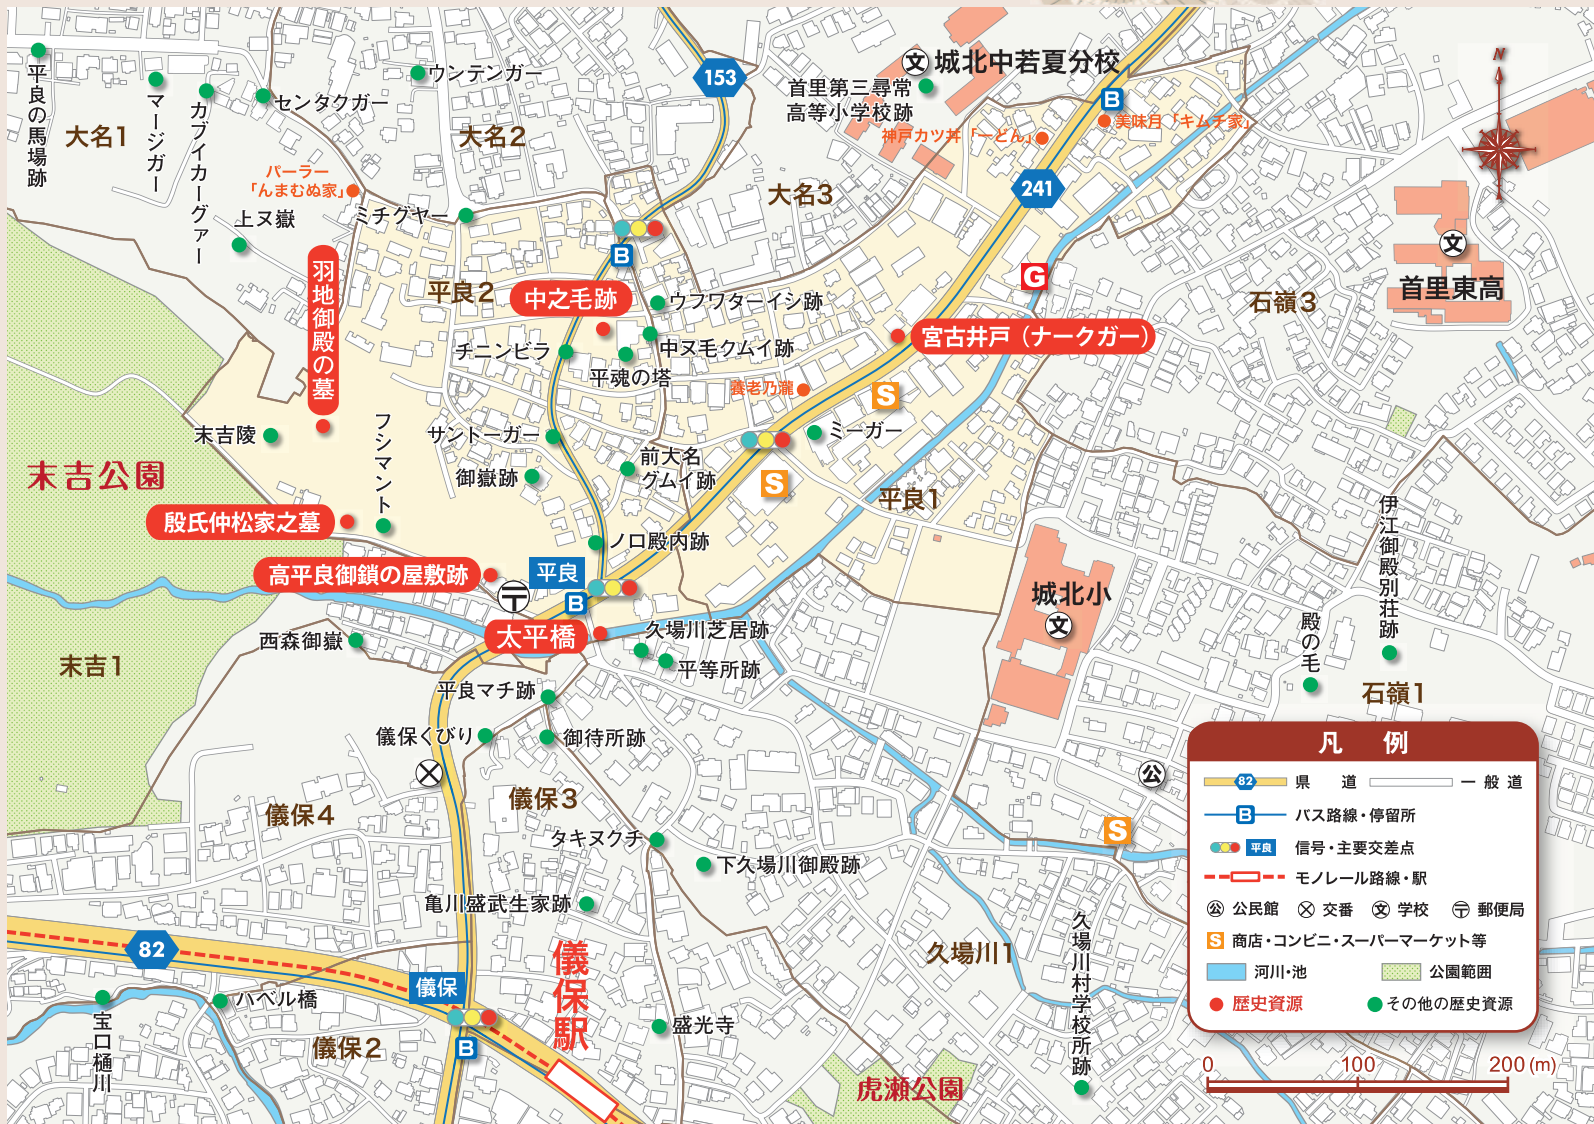 153
城北中若夏分校
平良の馬場跡
マージガー
カブイカーグァー
センタクガー
ウンテンガー
首里第三尋常
高等小学校跡
B
美味月「キムチ家」
神戸カツ丼「一どん」
大名1
大名2
大名3
N
パーラー
「んまむぬ家」
241
ミチグヤー
上ヌ嶽
B
文
首里東高
G
石嶺3
羽地御殿の墓
平良2
中之毛跡
ウフワターイシ跡
宮古井戸（ナークガー）
チニンビラ
中ヌ毛クムイ跡
平魂の塔
養老乃瀧
S
末吉陵
フシマント
サントーガー
ミーガー
末吉公園
御嶽跡
前大名
グムイ跡
S
平良1
伊江御殿別荘跡
殷氏仲松家之墓
ノロ殿内跡
高平良御鎖の屋敷跡
平良
B
城北小
文
太平橋
久場川芝居跡
殿の毛
西森御嶽
平等所跡
末吉1
平良マチ跡
石嶺1
儀保くびり
御待所跡
公
儀保4
儀保3
タキヌクチ
S
下久場川御殿跡
亀川盛武生家跡
久場川1
久場川村学校所跡
82
儀保
儀保駅
ハベル橋
宝口樋川
儀保2
B
盛光寺
虎瀬公園
凡 例
82 県 道 一 般 道
B バス路線・停留所
平良 信号・主要交差点
モノレール路線・駅
公 公民館 交番 文 学校 〒 郵便局
S 商店・コンビニ・スーパーマーケット等
河川・池 公園範囲
歴史資源 その他の歴史資源
0 100 200 (m)